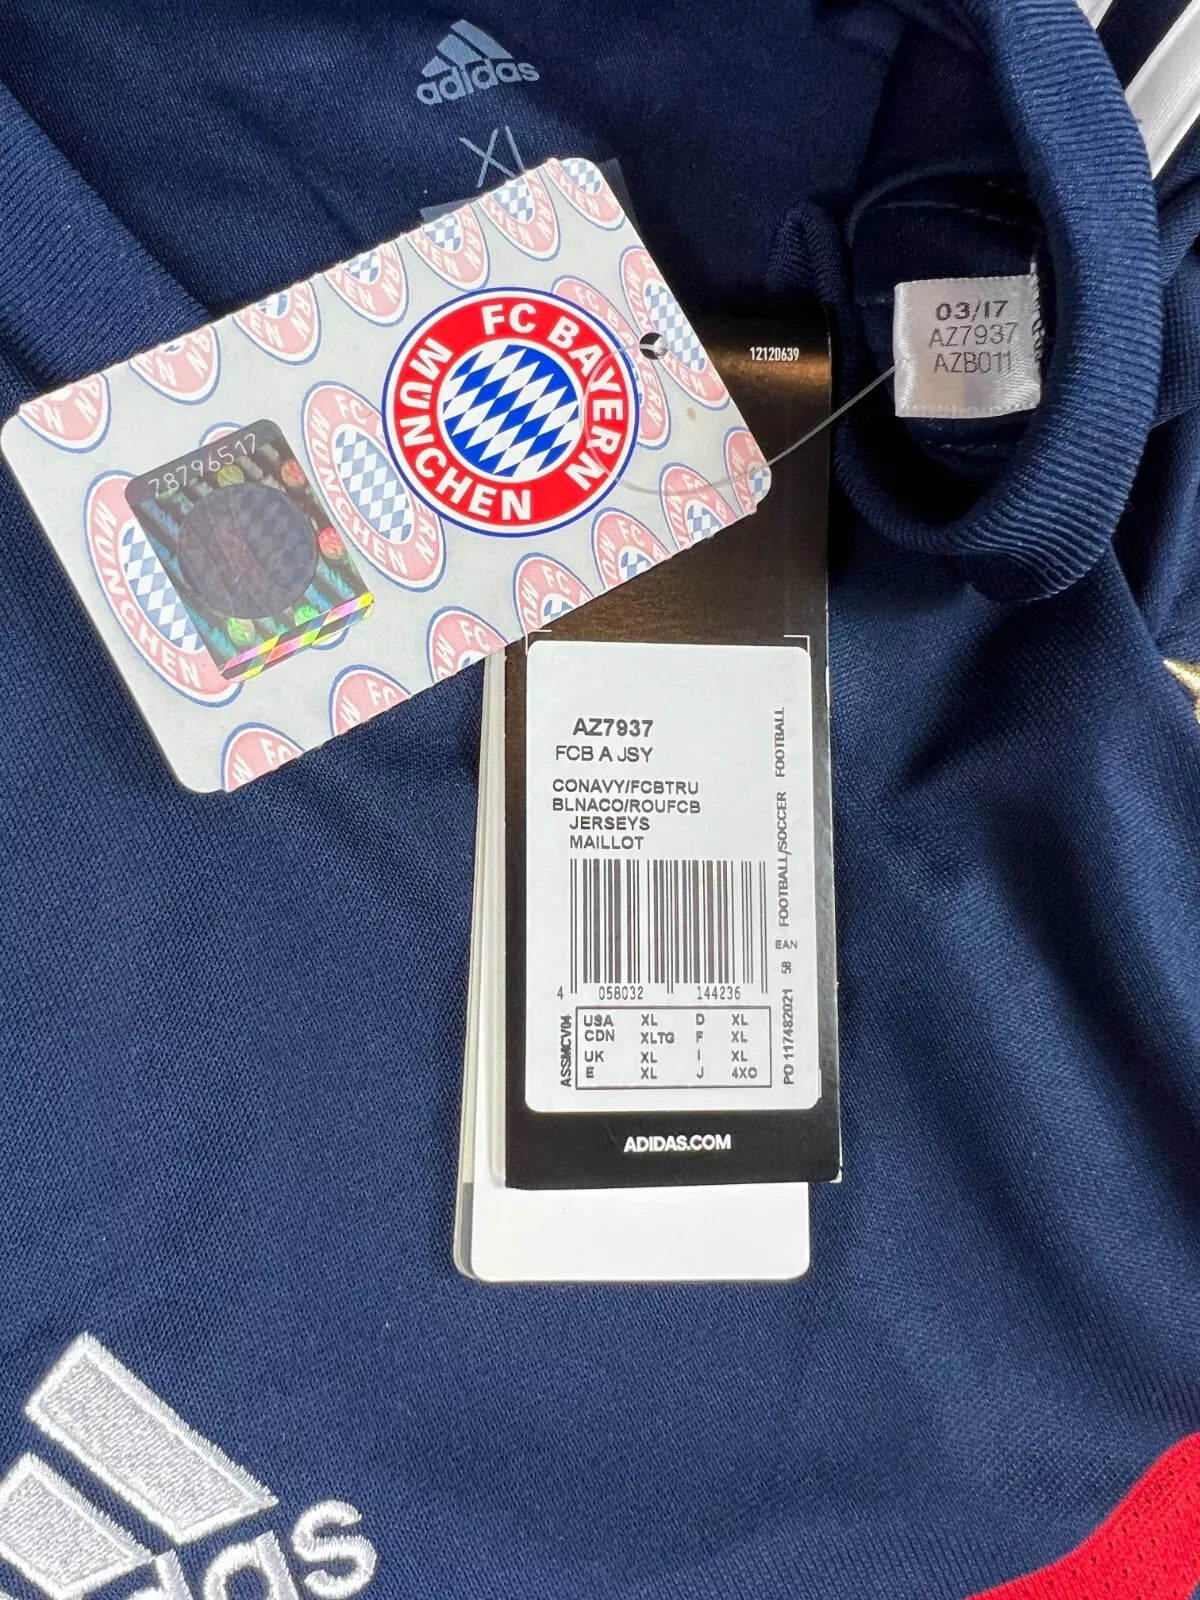 adidas
XL
FC BAYERN
MÜNCHEN
78796517
12120639
03/17
AZ7937
AZB011
AZ7937
FCB A JSY
CONAVY/FCBTRU
BLNACO/ROUFCB
JERSEYS
MAILLOT
FOOTBALL/SOCCER FOOTBALL
EAN
58
PO 117482021
4 058032 144236
ASSMCV04
USA XL D XL
CDN XLTG F XL
UK XL I XL
E XL J 4XO
ADIDAS.COM
adidas